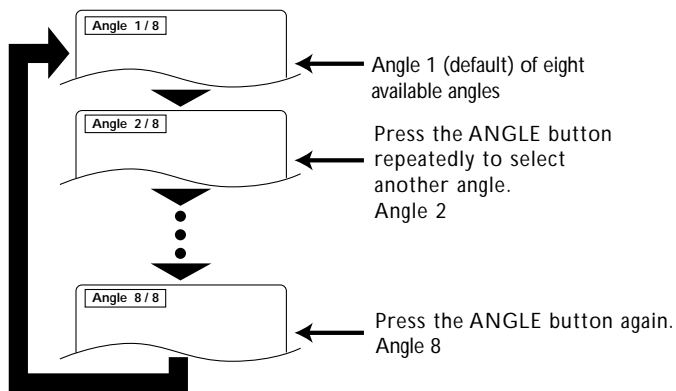 Angle 1 / 8
Angle 1 (default) of eight
available angles
Angle 2 / 8
Press the ANGLE button
repeatedly to select
another angle.
Angle 2
Angle 8 / 8
Press the ANGLE button again.
Angle 8